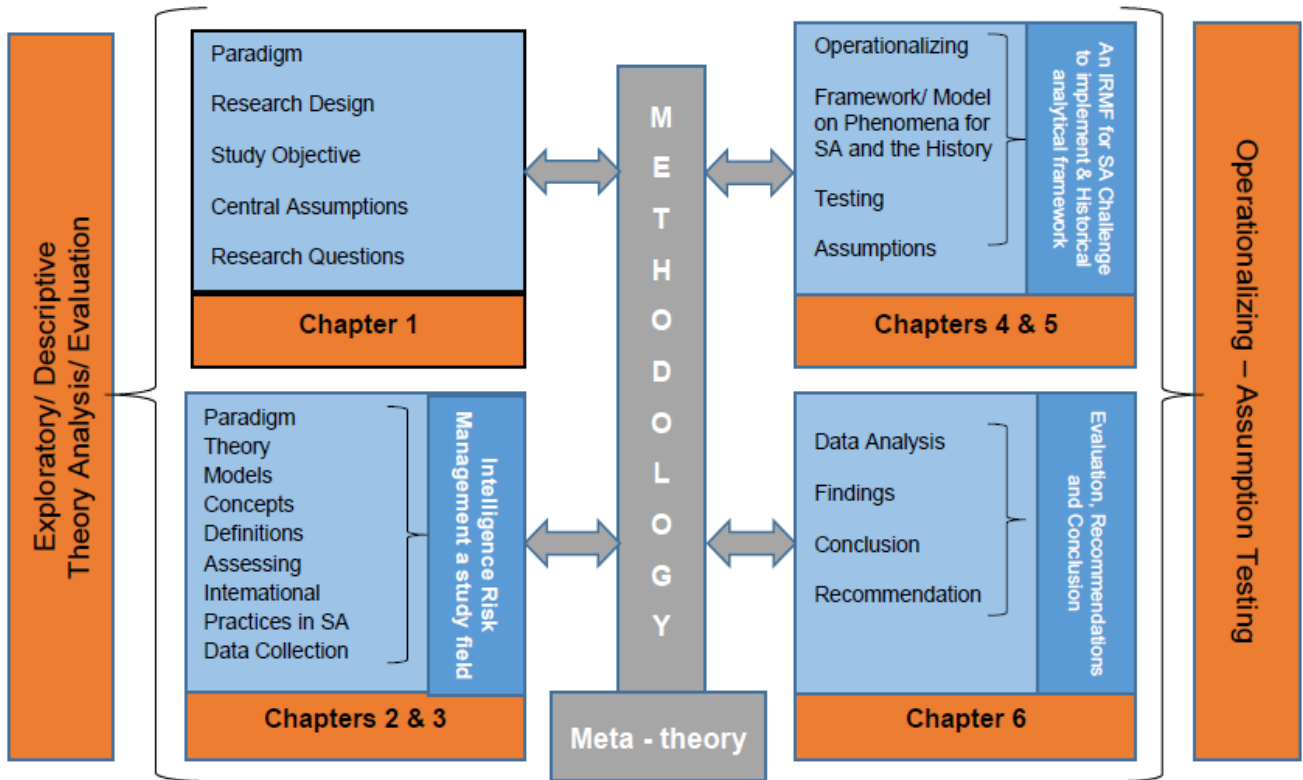 Exploratory/ Descriptive
Theory Analysis/ Evaluation
Paradigm
Research Design
Study Objective
Central Assumptions
Research Questions
Chapter 1
Paradigm
Theory
Models
Concepts
Definitions
Assessing
International
Practices in SA
Data Collection
Intelligence Risk
Management a study field
Chapters 2 & 3
METHODOLOGY
Meta - theory
Operationalizing
Framework/ Model
on Phenomena for
SA and the History
Testing
Assumptions
An IRMF for SA Challenge
to implement & Historical
analytical framework
Chapters 4 & 5
Data Analysis
Findings
Conclusion
Recommendation
Evaluation, Recommendations
and Conclusion
Chapter 6
Operationalizing – Assumption Testing